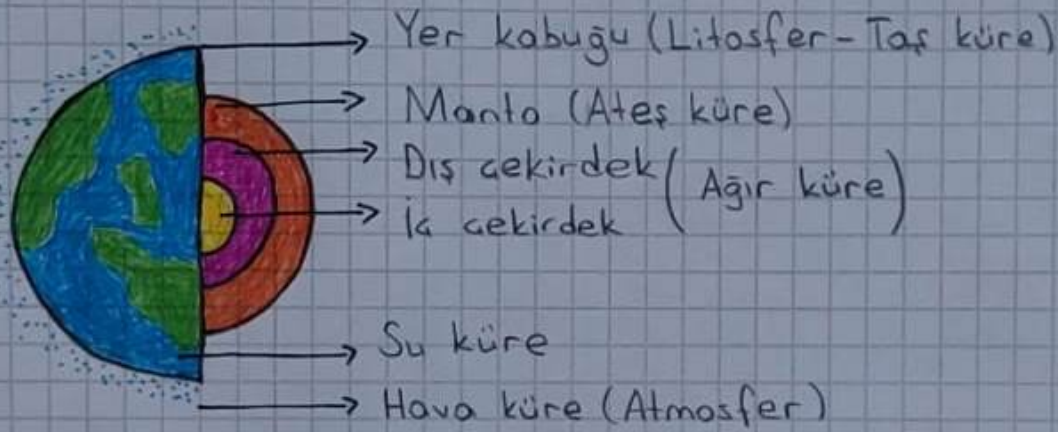 Yer kabuğu (Litosfer - Taş küre)
Manto (Ateş küre)
Dış çekirdek (Ağır küre)
İç çekirdek
Su küre
Hava küre (Atmosfer)